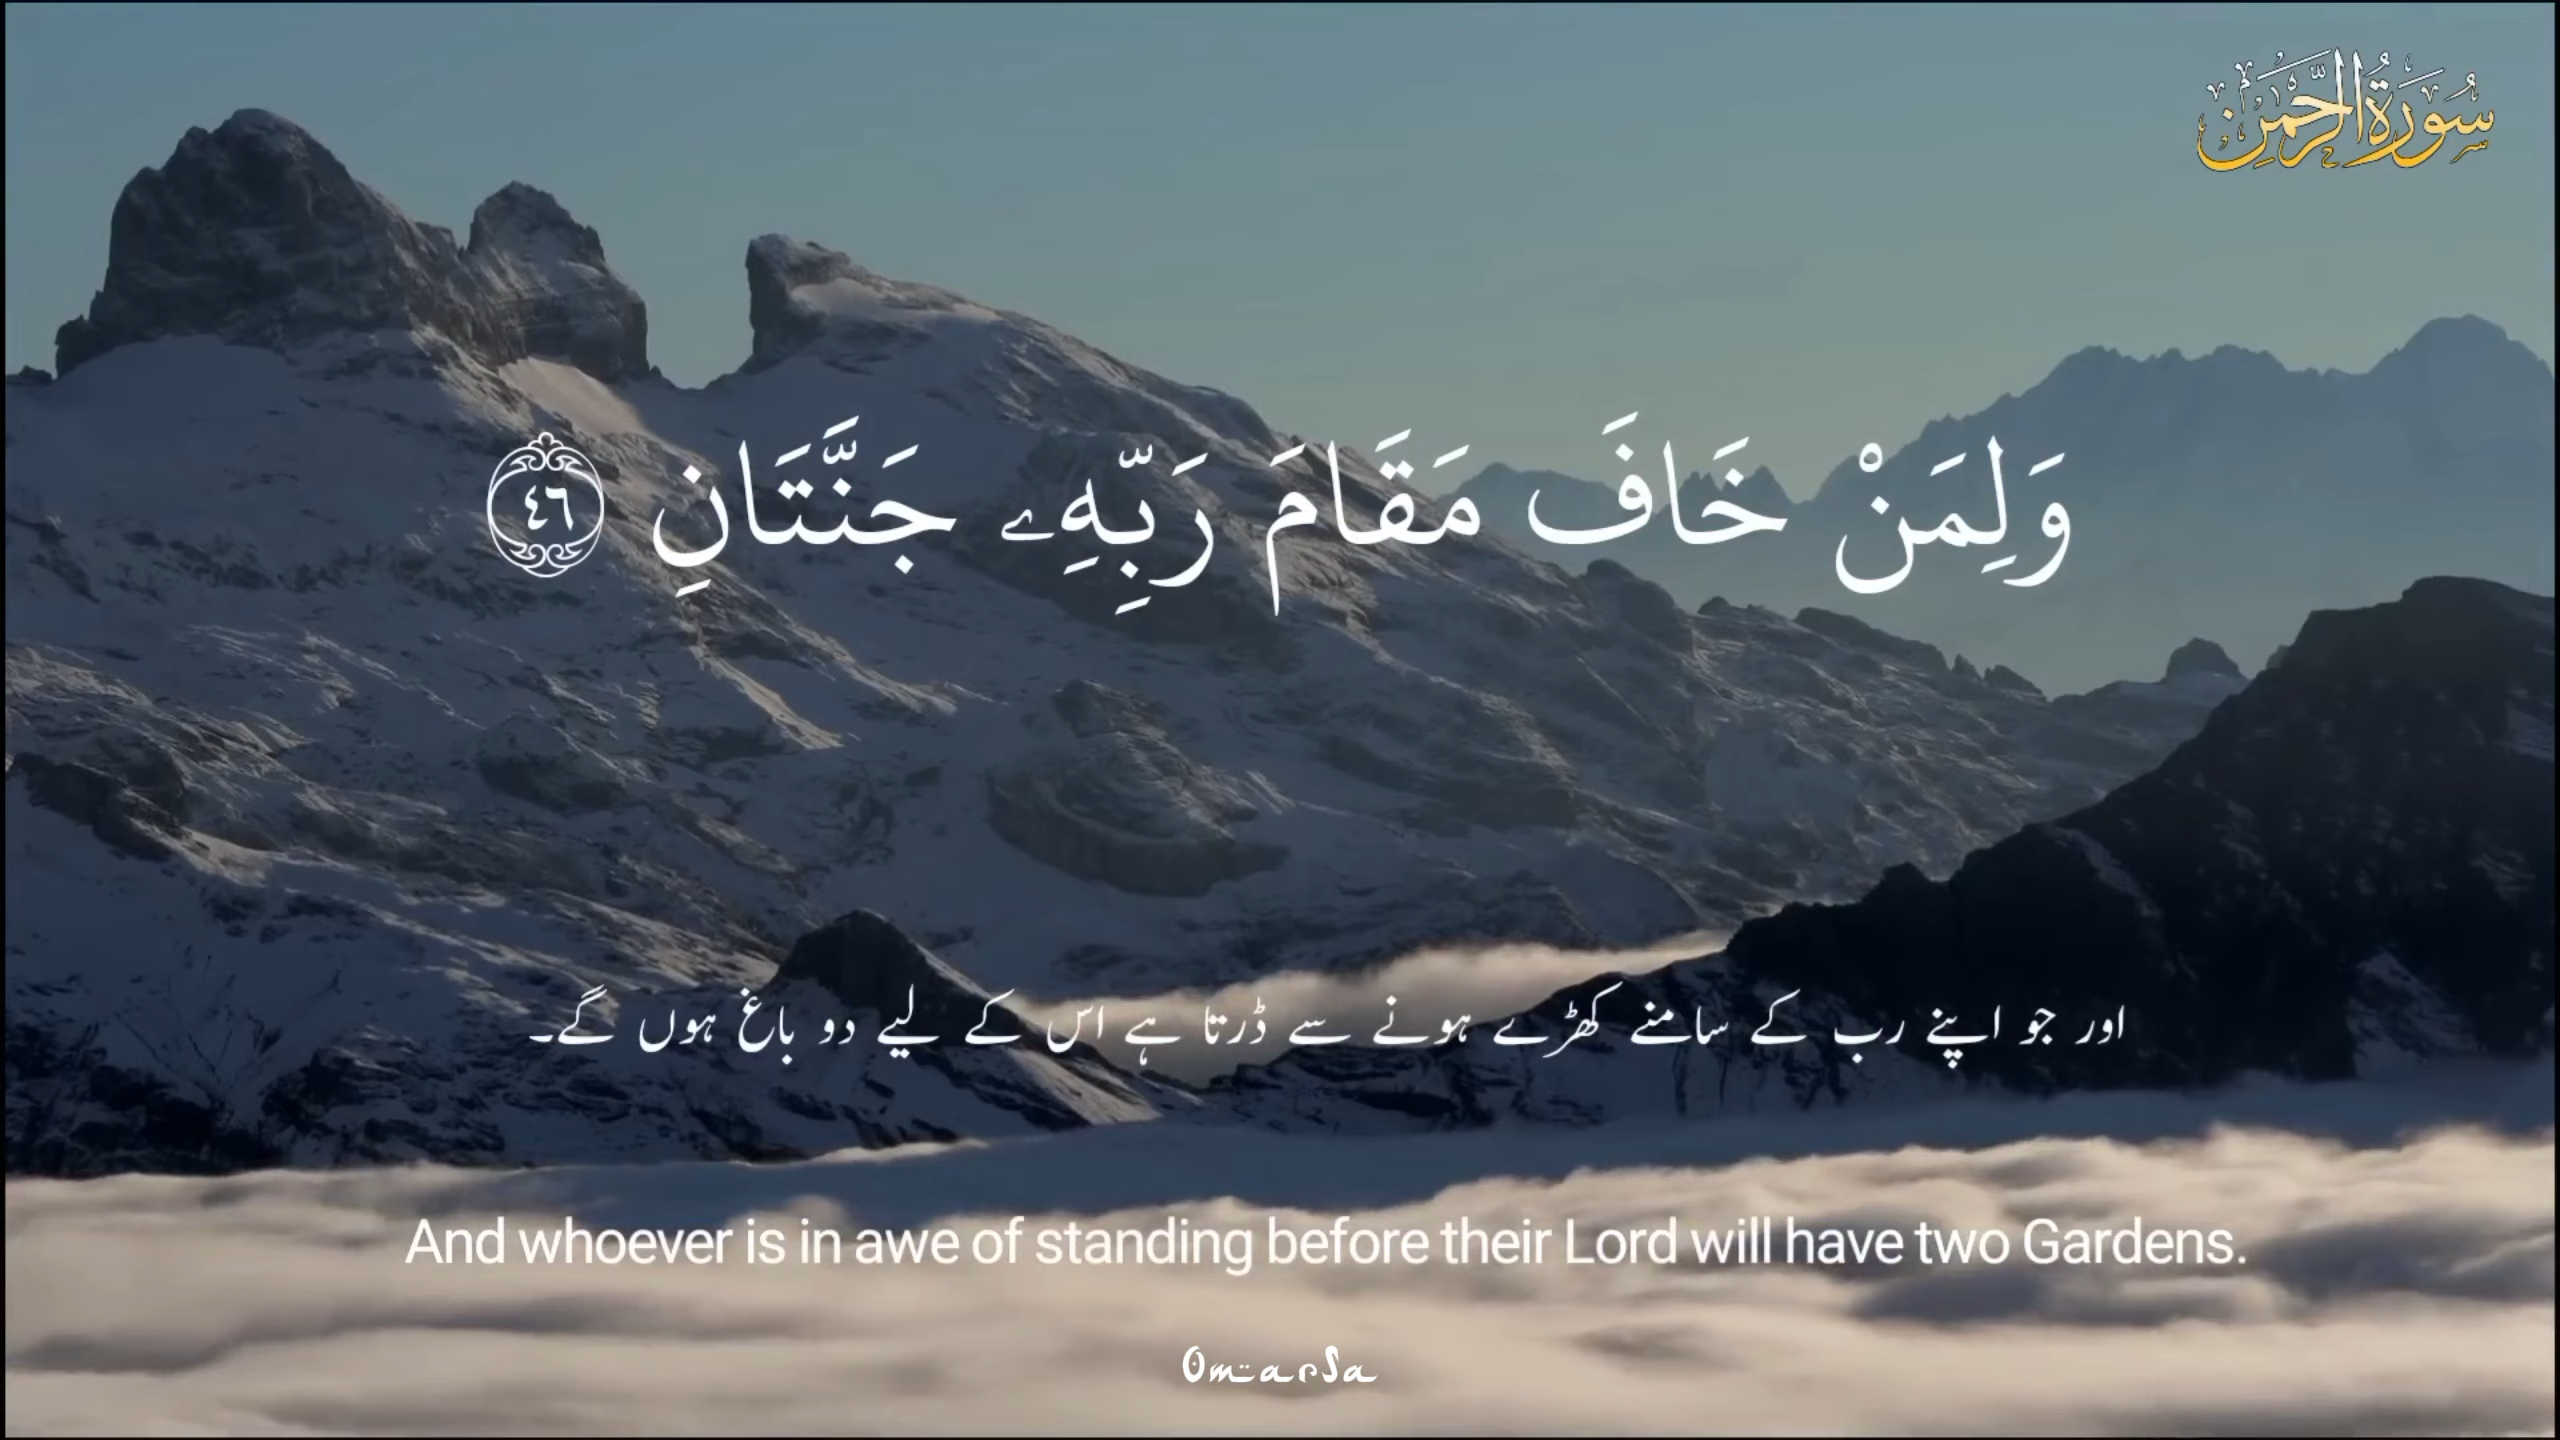 سُورَةُ الرَّحْمَٰن
وَلِمَنْ خَافَ مَقَامَ رَبِّهِۦ جَنَّتَانِ ٤٦
اور جو اپنے رب کے سامنے کھڑے ہونے سے ڈرتا ہے اس کے لیے دو باغ ہوں گے۔
And whoever is in awe of standing before their Lord will have two Gardens.
OmarSa